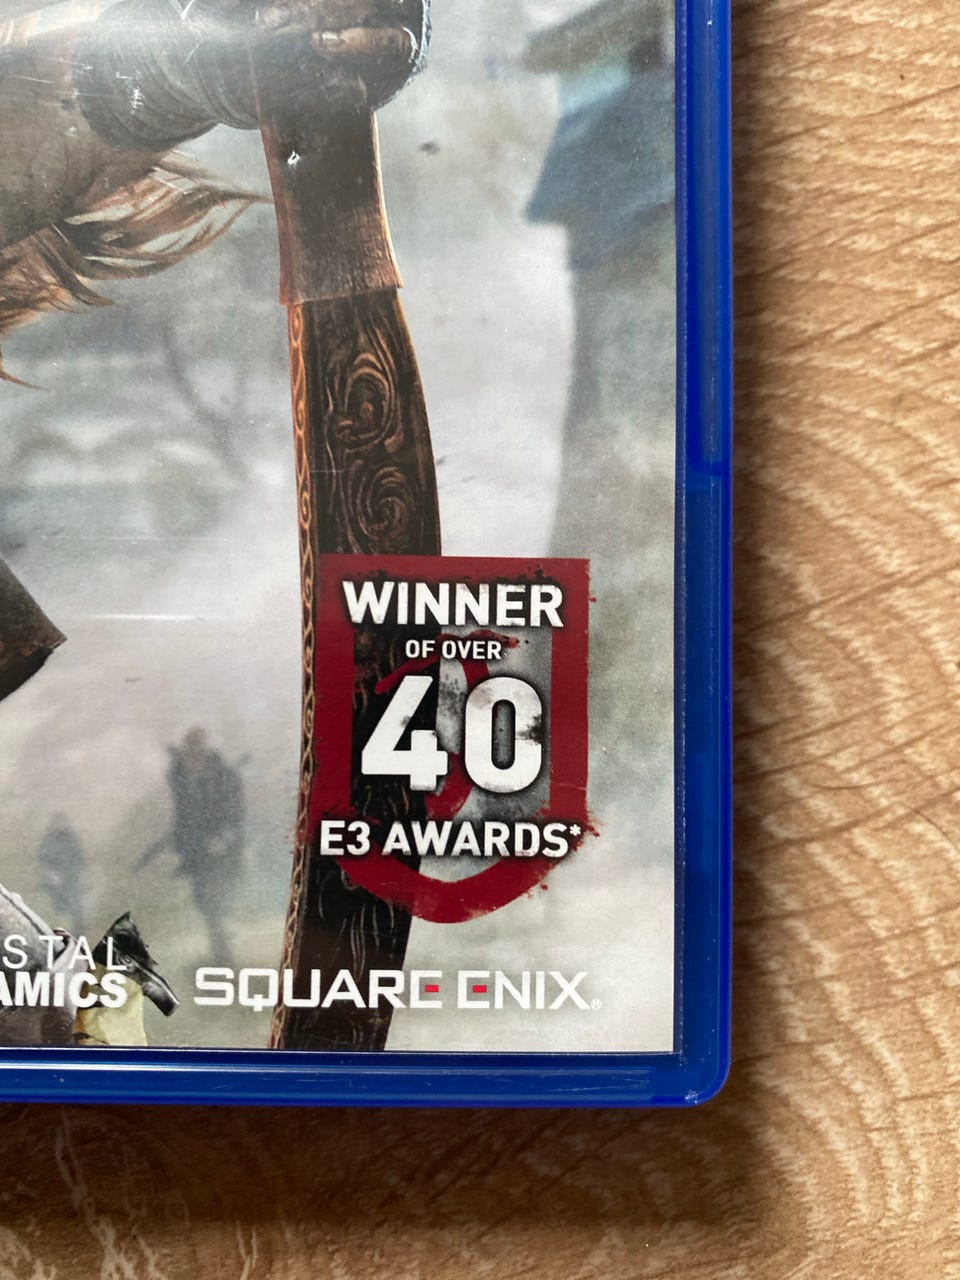 WINNER
OF OVER
40
E3 AWARDS*
STAL
AMICS
SQUARE ENIX®